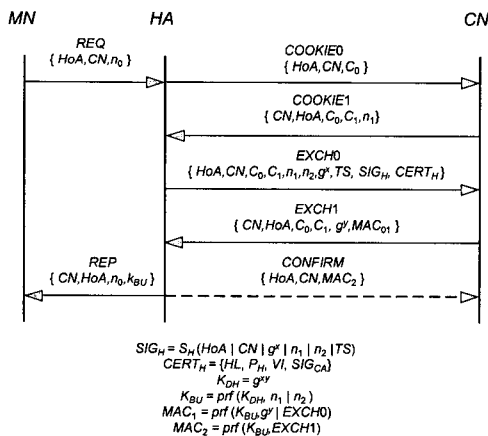 MN HA CN
REQ
{ HoA, CN, n0}
COOKIE0
{ HoA, CN, C0}
COOKIE1
{ CN, HoA, C0, C1, n1}
EXCH0
{ HoA, CN, C0, C1, n1, n2, g^x, TS, SIG_H, CERT_H}
EXCH1
{ CN, HoA, C0, C1, g^y, MAC01}
REP
{ CN, HoA, n0, k_BU}
CONFIRM
{ HoA, CN, MAC2}
SIG_H = S_H (HoA | CN | g^x | n1 | n2 | TS)
CERT_H = {HL, P_H, VI, SIG_CA}
K_DH = g^xy
K_BU = prf (K_DH, n1 | n2)
MAC1 = prf (K_BU, g^y | EXCH0)
MAC2 = prf (K_BU, EXCH1)